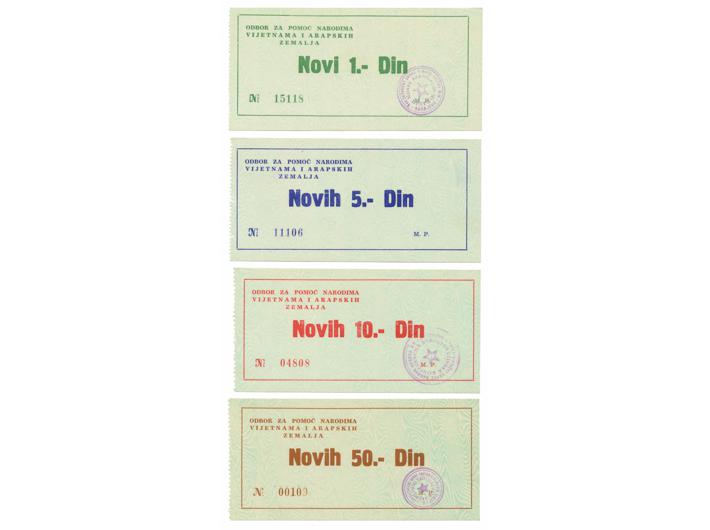 ODBOR ZA POMOĆ NARODIMA
VIJETNAMA I ARAPSKIH
ZEMALJA
Novi 1.- Din
№ 15118
M. P.
ODBOR ZA POMOĆ NARODIMA
VIJETNAMA I ARAPSKIH
ZEMALJA
Novih 5.- Din
№ 11106
M. P.
ODBOR ZA POMOĆ NARODIMA
VIJETNAMA I ARAPSKIH
ZEMALJA
Novih 10.- Din
№ 04808
M. P.
ODBOR ZA POMOĆ NARODIMA
VIJETNAMA I ARAPSKIH
ZEMALJA
Novih 50.- Din
№ 00100
M. P.